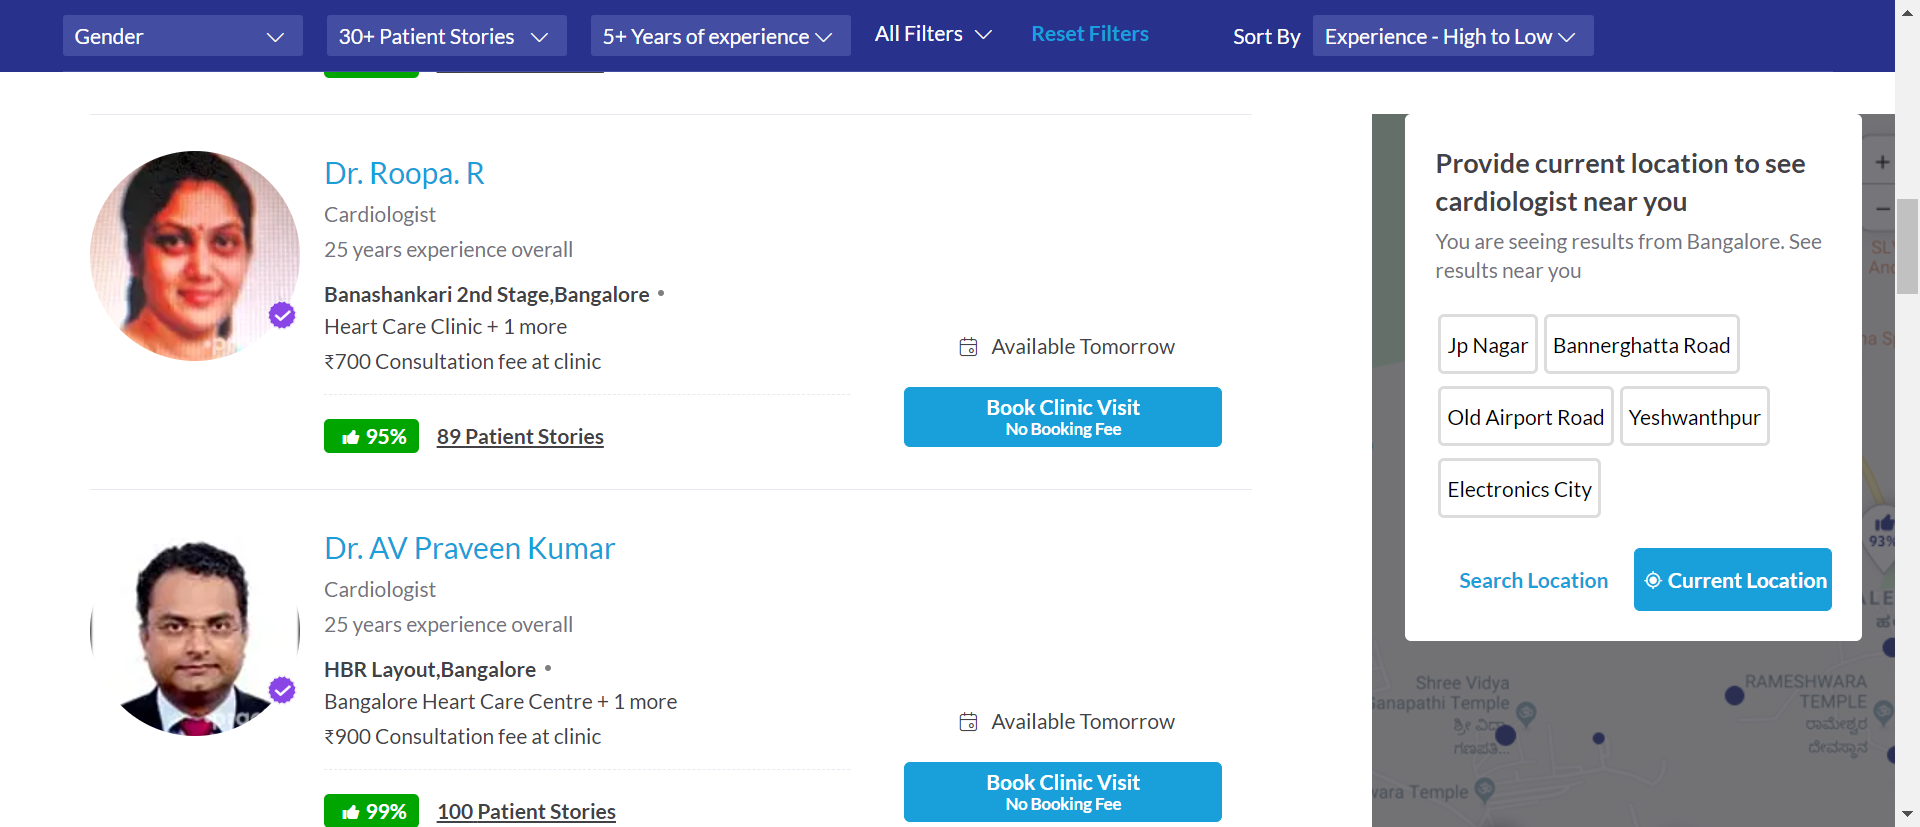 Gender
30+ Patient Stories
5+ Years of experience
All Filters
Reset Filters
Sort By
Experience - High to Low
Dr. Roopa. R
Cardiologist
25 years experience overall
Banashankari 2nd Stage,Bangalore •
Heart Care Clinic + 1 more
₹700 Consultation fee at clinic
95%
89 Patient Stories
Available Tomorrow
Book Clinic Visit
No Booking Fee
Dr. AV Praveen Kumar
Cardiologist
25 years experience overall
HBR Layout,Bangalore •
Bangalore Heart Care Centre + 1 more
₹900 Consultation fee at clinic
99%
100 Patient Stories
Available Tomorrow
Book Clinic Visit
No Booking Fee
Provide current location to see
cardiologist near you
You are seeing results from Bangalore. See
results near you
Jp Nagar
Bannerghatta Road
Old Airport Road
Yeshwanthpur
Electronics City
Search Location
Current Location
+
−
93%
Shree Vidya
Ganapathi Temple
ಶ್ರೀ ವಿದ್ಯಾ
ಗಣಪತಿ...
RAMESHWARA
TEMPLE
ರಾಮೇಶ್ವರ
ದೇವಸ್ಥಾನ
Temple